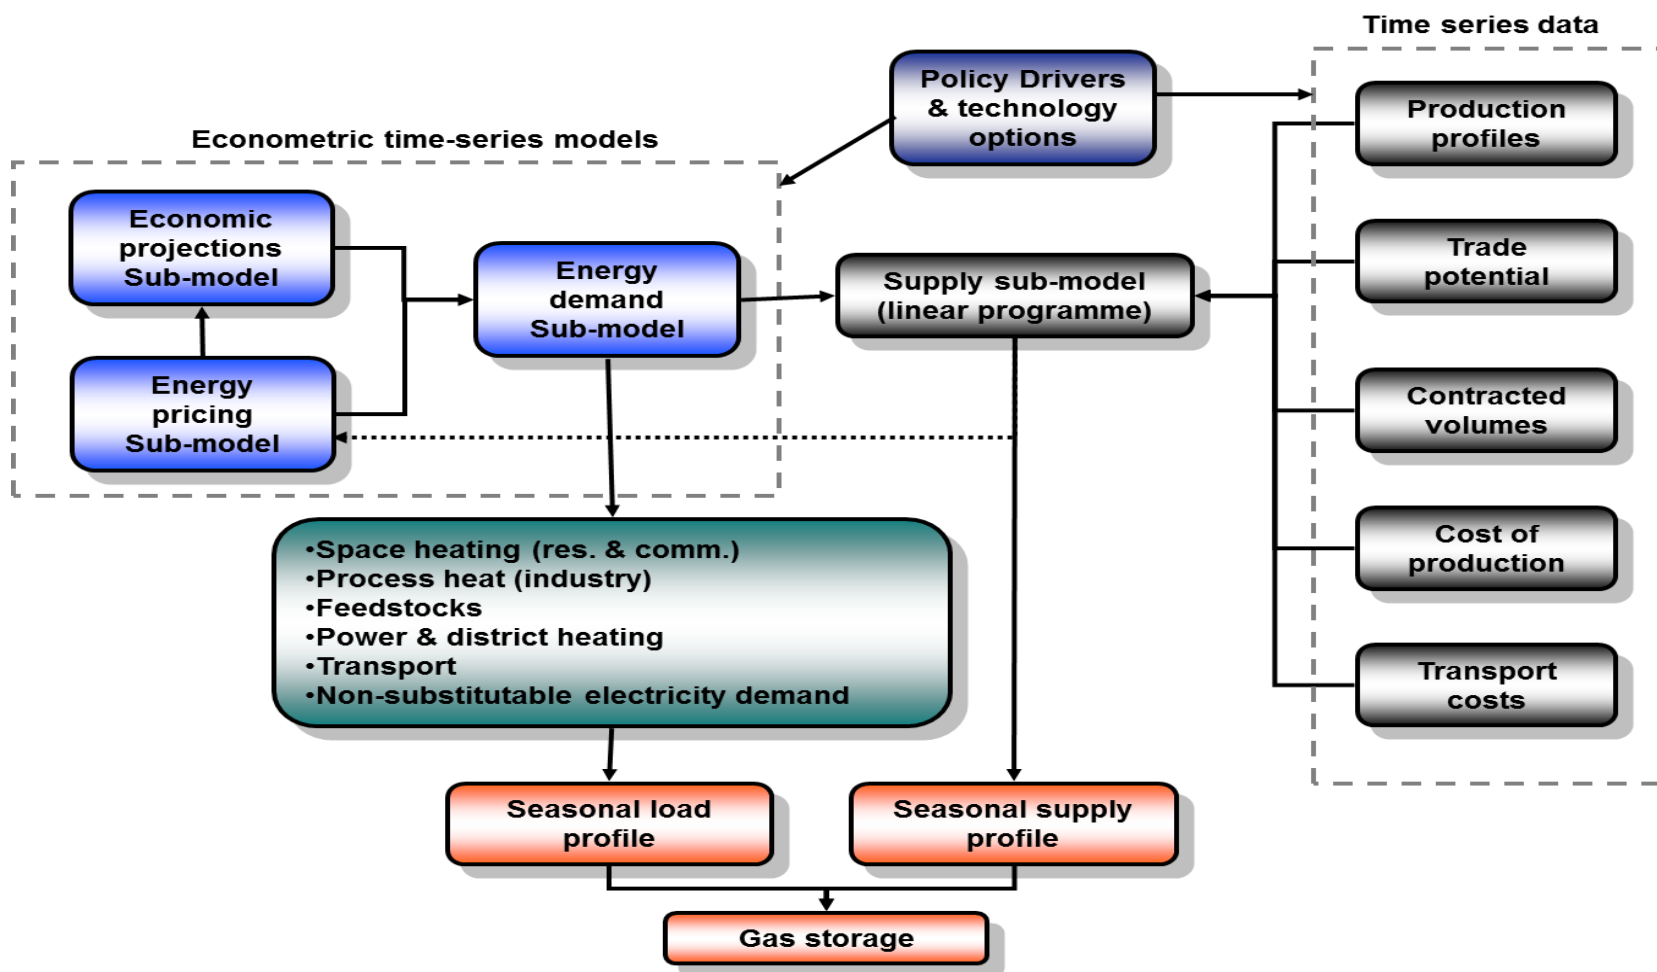 Time series data
Policy Drivers
& technology
options
Production
profiles
Econometric time-series models
Economic
projections
Sub-model
Energy
demand
Sub-model
Supply sub-model
(linear programme)
Trade
potential
Energy
pricing
Sub-model
Contracted
volumes
•Space heating (res. & comm.)
•Process heat (industry)
•Feedstocks
•Power & district heating
•Transport
•Non-substitutable electricity demand
Cost of
production
Transport
costs
Seasonal load
profile
Seasonal supply
profile
Gas storage